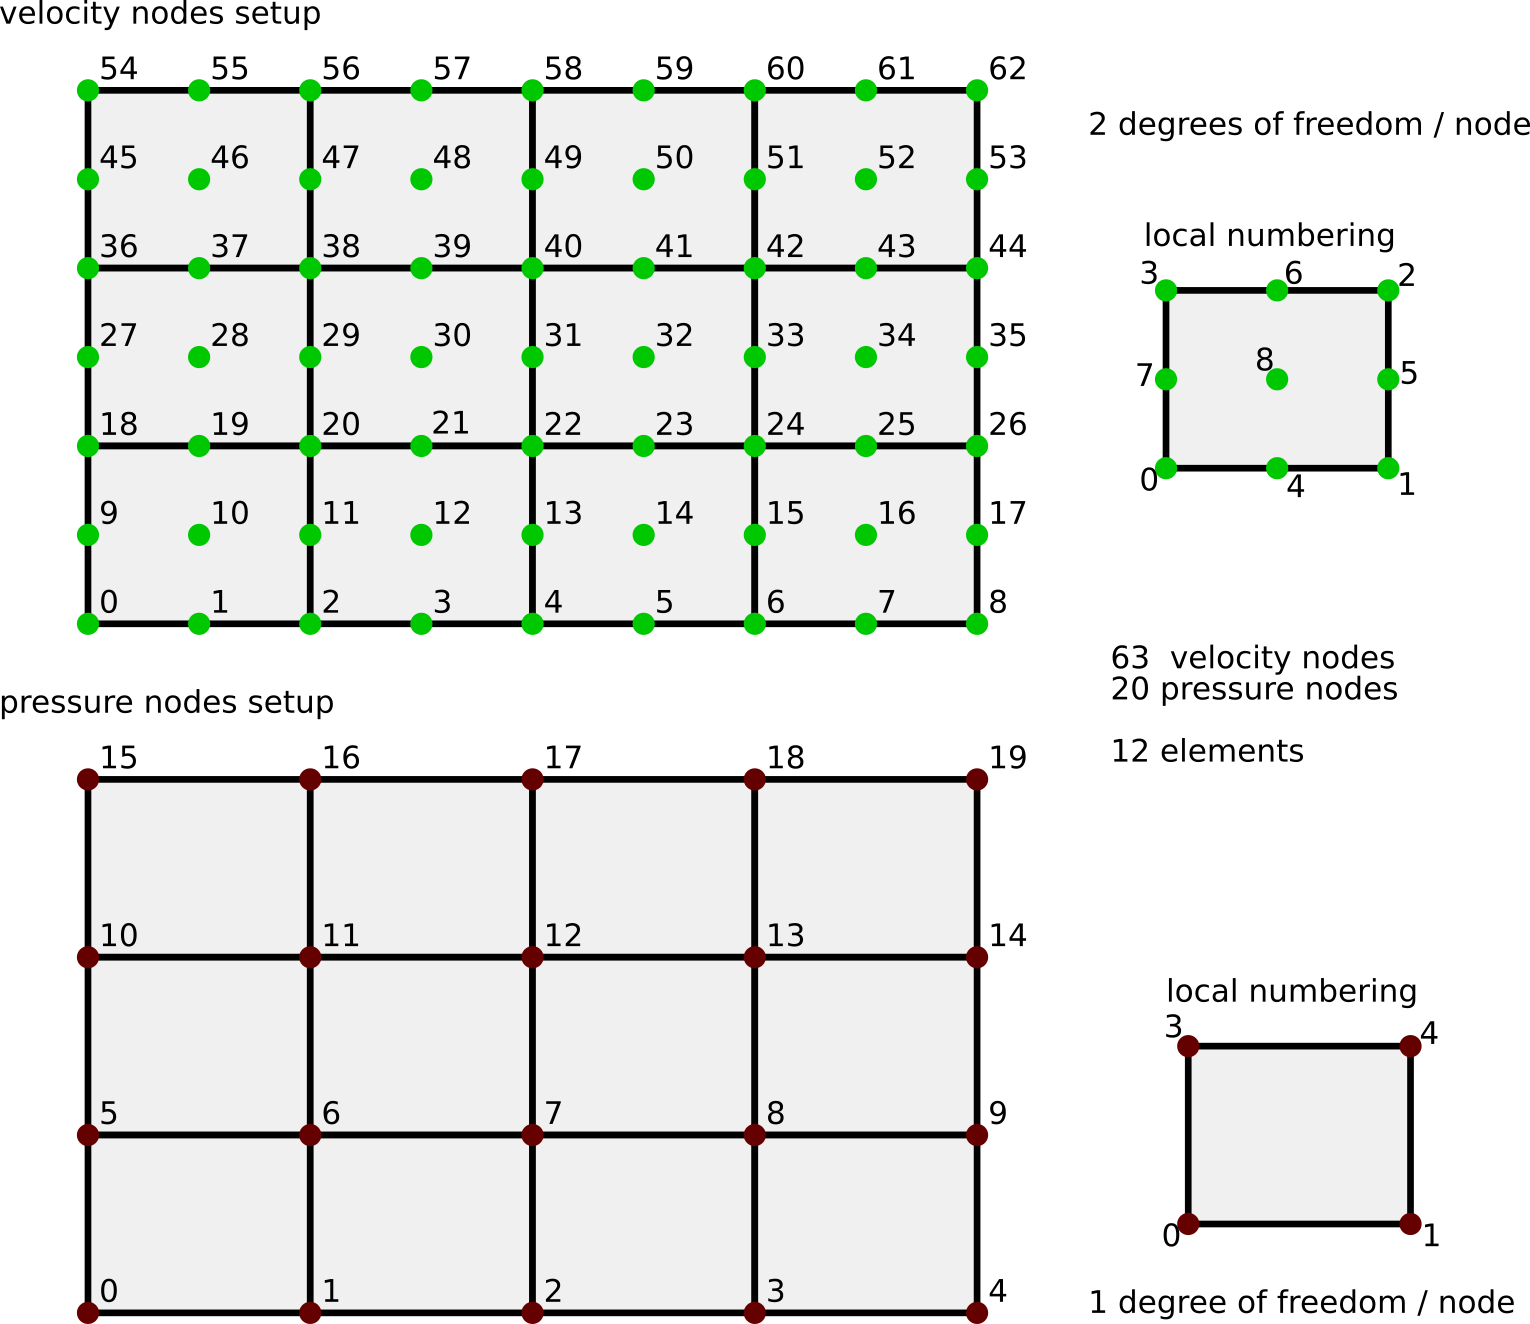 velocity nodes setup
54 55 56 57 58 59 60 61 62
2 degrees of freedom / node
45 46 47 48 49 50 51 52 53
local numbering
36 37 38 39 40 41 42 43 44
3 6 2
27 28 29 30 31 32 33 34 35
7 8 5
18 19 20 21 22 23 24 25 26
0 4 1
9 10 11 12 13 14 15 16 17
0 1 2 3 4 5 6 7 8
63 velocity nodes
20 pressure nodes
12 elements
pressure nodes setup
15 16 17 18 19
10 11 12 13 14
local numbering
3 4
5 6 7 8 9
0 1
0 1 2 3 4
1 degree of freedom / node